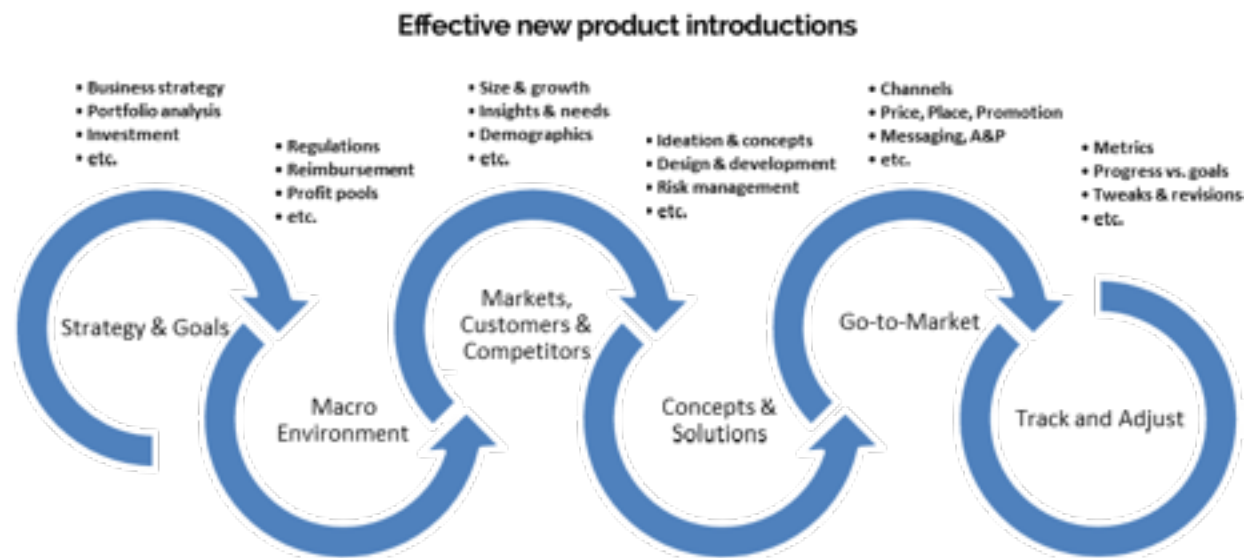 Effective new product introductions
• Business strategy
• Portfolio analysis
• Investment
• etc.
• Regulations
• Reimbursement
• Profit pools
• etc.
• Size & growth
• Insights & needs
• Demographics
• etc.
• Ideation & concepts
• Design & development
• Risk management
• etc.
• Channels
• Price, Place, Promotion
• Messaging, A&P
• etc.
• Metrics
• Progress vs. goals
• Tweaks & revisions
• etc.
Strategy & Goals
Macro
Environment
Markets,
Customers &
Competitors
Concepts &
Solutions
Go-to-Market
Track and Adjust